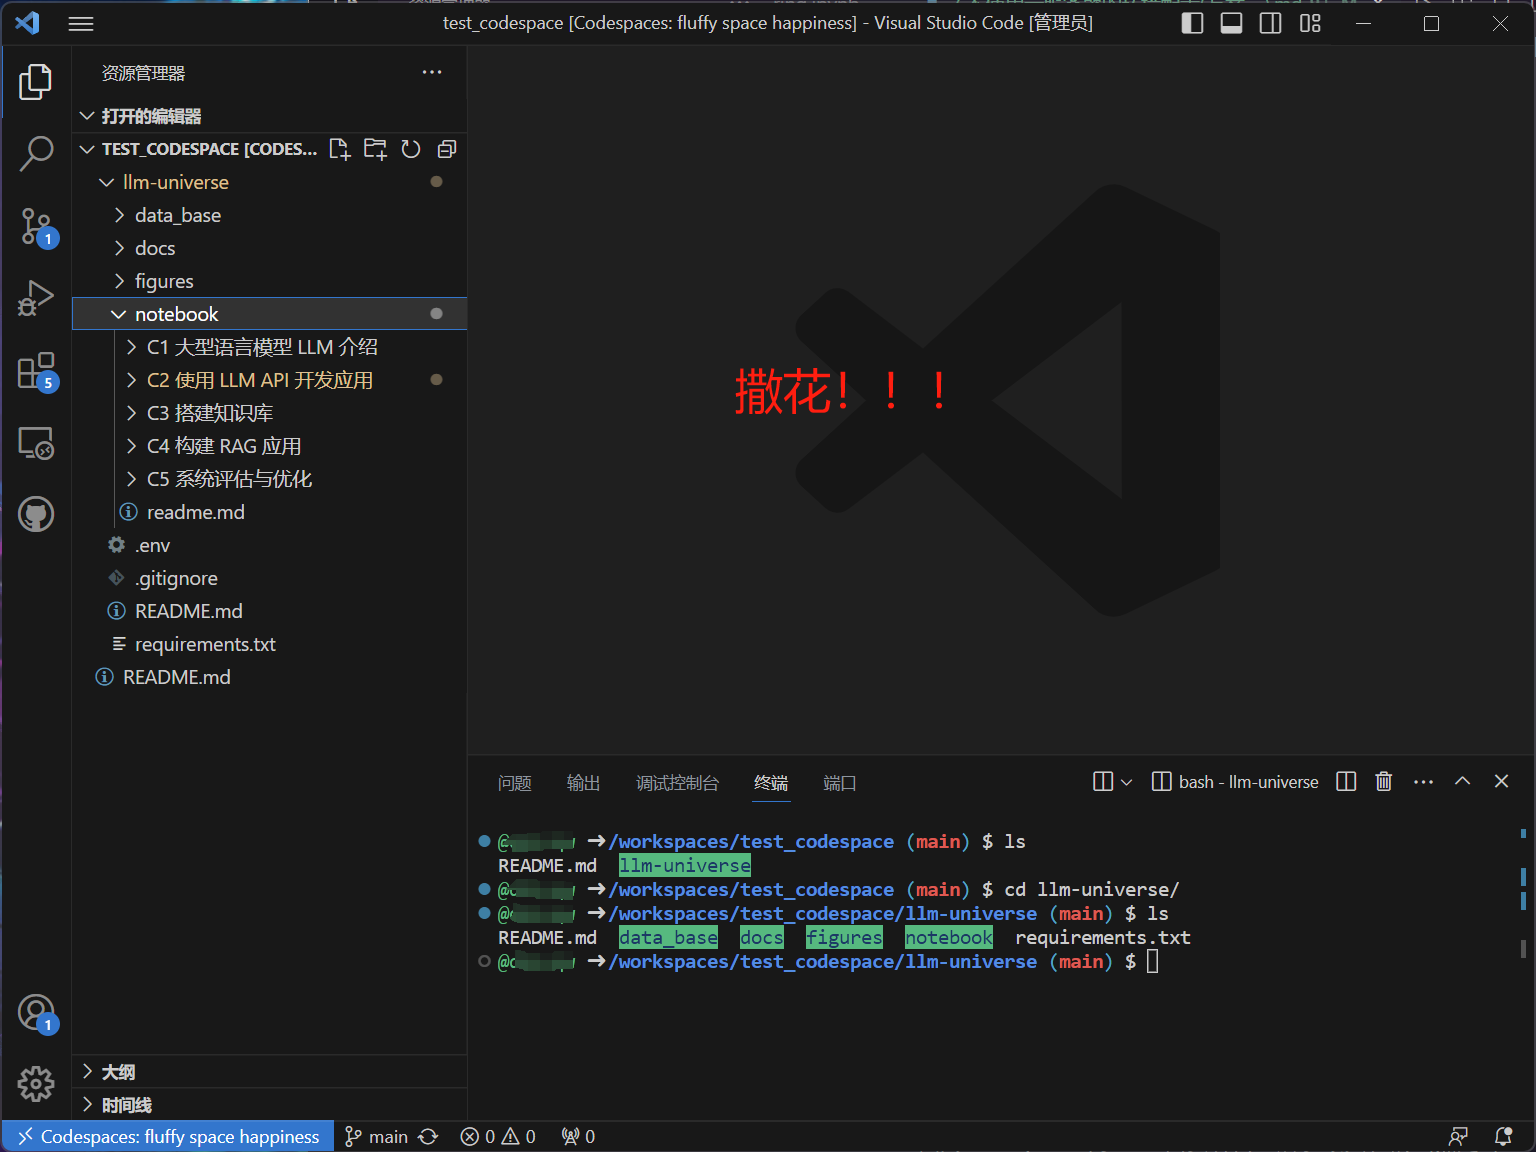 test_codespace [Codespaces: fluffy space happiness] - Visual Studio Code [管理员]
资源管理器
打开的编辑器
TEST_CODESPACE [CODES...
llm-universe
data_base
docs
figures
notebook
C1 大型语言模型 LLM 介绍
C2 使用 LLM API 开发应用
C3 搭建知识库
C4 构建 RAG 应用
C5 系统评估与优化
readme.md
.env
.gitignore
README.md
requirements.txt
README.md
1
5
1
大纲
时间线
撒花！！！
问题 输出 调试控制台 终端 端口
bash - llm-universe
@ ➜/workspaces/test_codespace (main) $ ls
README.md llm-universe
@ ➜/workspaces/test_codespace (main) $ cd llm-universe/
@ ➜/workspaces/test_codespace/llm-universe (main) $ ls
README.md data_base docs figures notebook requirements.txt
@ ➜/workspaces/test_codespace/llm-universe (main) $
Codespaces: fluffy space happiness main 0 0 0